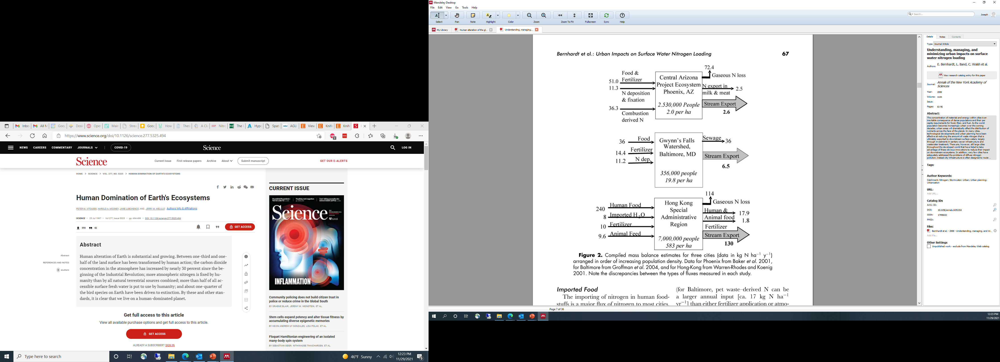 Inbo
All M
Goog
Dosi
Oper
Main
Strea
Goog
How
Thes
A Cla
Nitro
The U
Hypo
Spati
AGU
View
Knife
Knife
https://www.science.org/doi/10.1126/science.277.5325.494
NEWS CAREERS COMMENTARY JOURNALS COVID-19 Science LOG IN
Science Current Issue First release papers Archive About Submit manuscript GET OUR E-ALERTS
HOME > SCIENCE > VOL. 277, NO. 5325 > HUMAN DOMINATION OF EARTH'S ECOSYSTEMS
Human Domination of Earth's Ecosystems
PETER M. VITOUSEK, HAROLD A. MOONEY, JANE LUBCHENCO, AND, JERRY M. MELILLO Authors Info & Affiliations
SCIENCE • 25 Jul 1997 • Vol 277, Issue 5325 • pp. 494-499 • DOI: 10.1126/science.277.5325.494
590 42 GET ACCESS
Abstract
Human alteration of Earth is substantial and growing. Between one-third and one-
half of the land surface has been transformed by human action; the carbon dioxide
concentration in the atmosphere has increased by nearly 30 percent since the be-
ginning of the Industrial Revolution; more atmospheric nitrogen is fixed by hu-
manity than by all natural terrestrial sources combined; more than half of all ac-
cessible surface fresh water is put to use by humanity; and about one-quarter of
the bird species on Earth have been driven to extinction. By these and other stan-
dards, it is clear that we live on a human-dominated planet.
Abstract
REFERENCES AND NOTES
0 eLetters
Get full access to this article
View all available purchase options and get full access to this article.
GET ACCESS
ALREADY A SUBSCRIBER? SIGN IN
CURRENT ISSUE
Science
AAAS
INFLAMMATION
Community policing does not build citizen trust in
police or reduce crime in the Global South
BY GRAEME BLAIR, JEREMY M. WEINSTEIN, ET AL.
Stem cells expand potency and alter tissue fitness by
accumulating diverse epigenetic memories
BY KEVIN ANDREW UY GONZALES, LISA POLAK, ET AL.
Floquet Hamiltonian engineering of an isolated
many-body spin system
BY SEBASTIAN GEIER, NITHIWADEE THAICHAROEN, ET AL.
Type here to search
46°F Sunny
12:23 PM
11/29/2021
9
Mendeley Desktop
File Edit View Go Tools Help
Select Pan Note Highlight Color Zoom Zoom To Fit Fullscreen Sync Help
Search...
Joseph
My Library
Human alteration of the gl...
Understanding, managing,...
Bernhardt et al.: Urban Impacts on Surface Water Nitrogen Loading 67
51.0 Food & Fertilizer
11.3 N deposition & fixation
36.3 Combustion derived N
Central Arizona
Project Ecosystem
Phoenix, AZ
2.530,000 People
2.0 per ha
72.4
Gaseous N loss
N export in
milk & meat
2.5
Stream Export
2.6
36 Food
14.4 Fertilizer
11.2 N dep.
Gwynn's Falls
Watershed,
Baltimore, MD
356,000 people
19.8 per ha
Sewage 36
Stream Export
6.5
240 Human Food
8 Imported H2O
10 Fertilizer
9.6 Animal Feed
Hong Kong
Special
Administrative
Region
7,000,000 people
583 per ha
114
Gaseous N loss
Human &
Animal food
17.9
1.8
Fertilizer
Stream Export
130
Figure 2. Compiled mass balance estimates for three cities (data in kg N ha−1 y−1)
arranged in order of increasing population density. Data for Phoenix from Baker et al. 2001,
for Baltimore from Groffman et al. 2004, and for Hong-Kong from Warren-Rhodes and Koenig
2001. Note the discrepancies between the types of fluxes measured in each study.
Imported Food
The importing of nitrogen in human food-
stuffs is a major flux of nitrogen to most cities.
(for Baltimore, pet waste–derived N can be
a larger annual input [ca. 17 kg N ha−1
yr−1] than either fertilizer application or atmo-
Page 7 of 36
Details Notes Contents
Type: Journal Article
Understanding, managing, and
minimizing urban impacts on surface
water nitrogen loading
Authors: E. Bernhardt, L. Band, C. Walsh et al.
View research catalog entry for this paper
Journal: Annals of the New York Academy of
Sciences
Year: 2008
Volume: 1134
Issue:
Pages: 61-96
Abstract:
The concentration of materials and energy within cities is an
inevitable consequence of dense populations and their per
capita requirements for food, fiber, and fuel. As the world
population becomes increasingly urban over the coming
decades, urban areas will dramatically affect the distribution of
nutrients across the face of the planet. In many cities,
technological developments and urban planning have been
effective at reducing the amount of waste nitrogen that is
ultimately exported to downstream surface waters, largely
through investments in sanitary sewer infrastructure and
wastewater treatment. There are, however, still large cities
throughout the developed world that have failed to take
advantage of these obvious innovations to reduce their impact
on downstream ecosystems. In addition, very few cities have
adequately addressed the problems of diffuse nitrogen
pollution, instead city infrastructure is often designed to route ...
Tags:
Author Keywords:
Catchment; Nitrogen; Stormwater; Urban; Urban planning;
Urbanization
URL:
Add URL...
Catalog IDs
ArXiv ID:
DOI: 10.1196/annals.1439.014
ISSN: 17496632
PMID:
Files:
Bernhardt et al. - 2008 - Understanding, managing, and mi...
Add File...
Other Settings
Unpublished work - exclude from Mendeley Web catalog
12:23 PM
11/29/2021